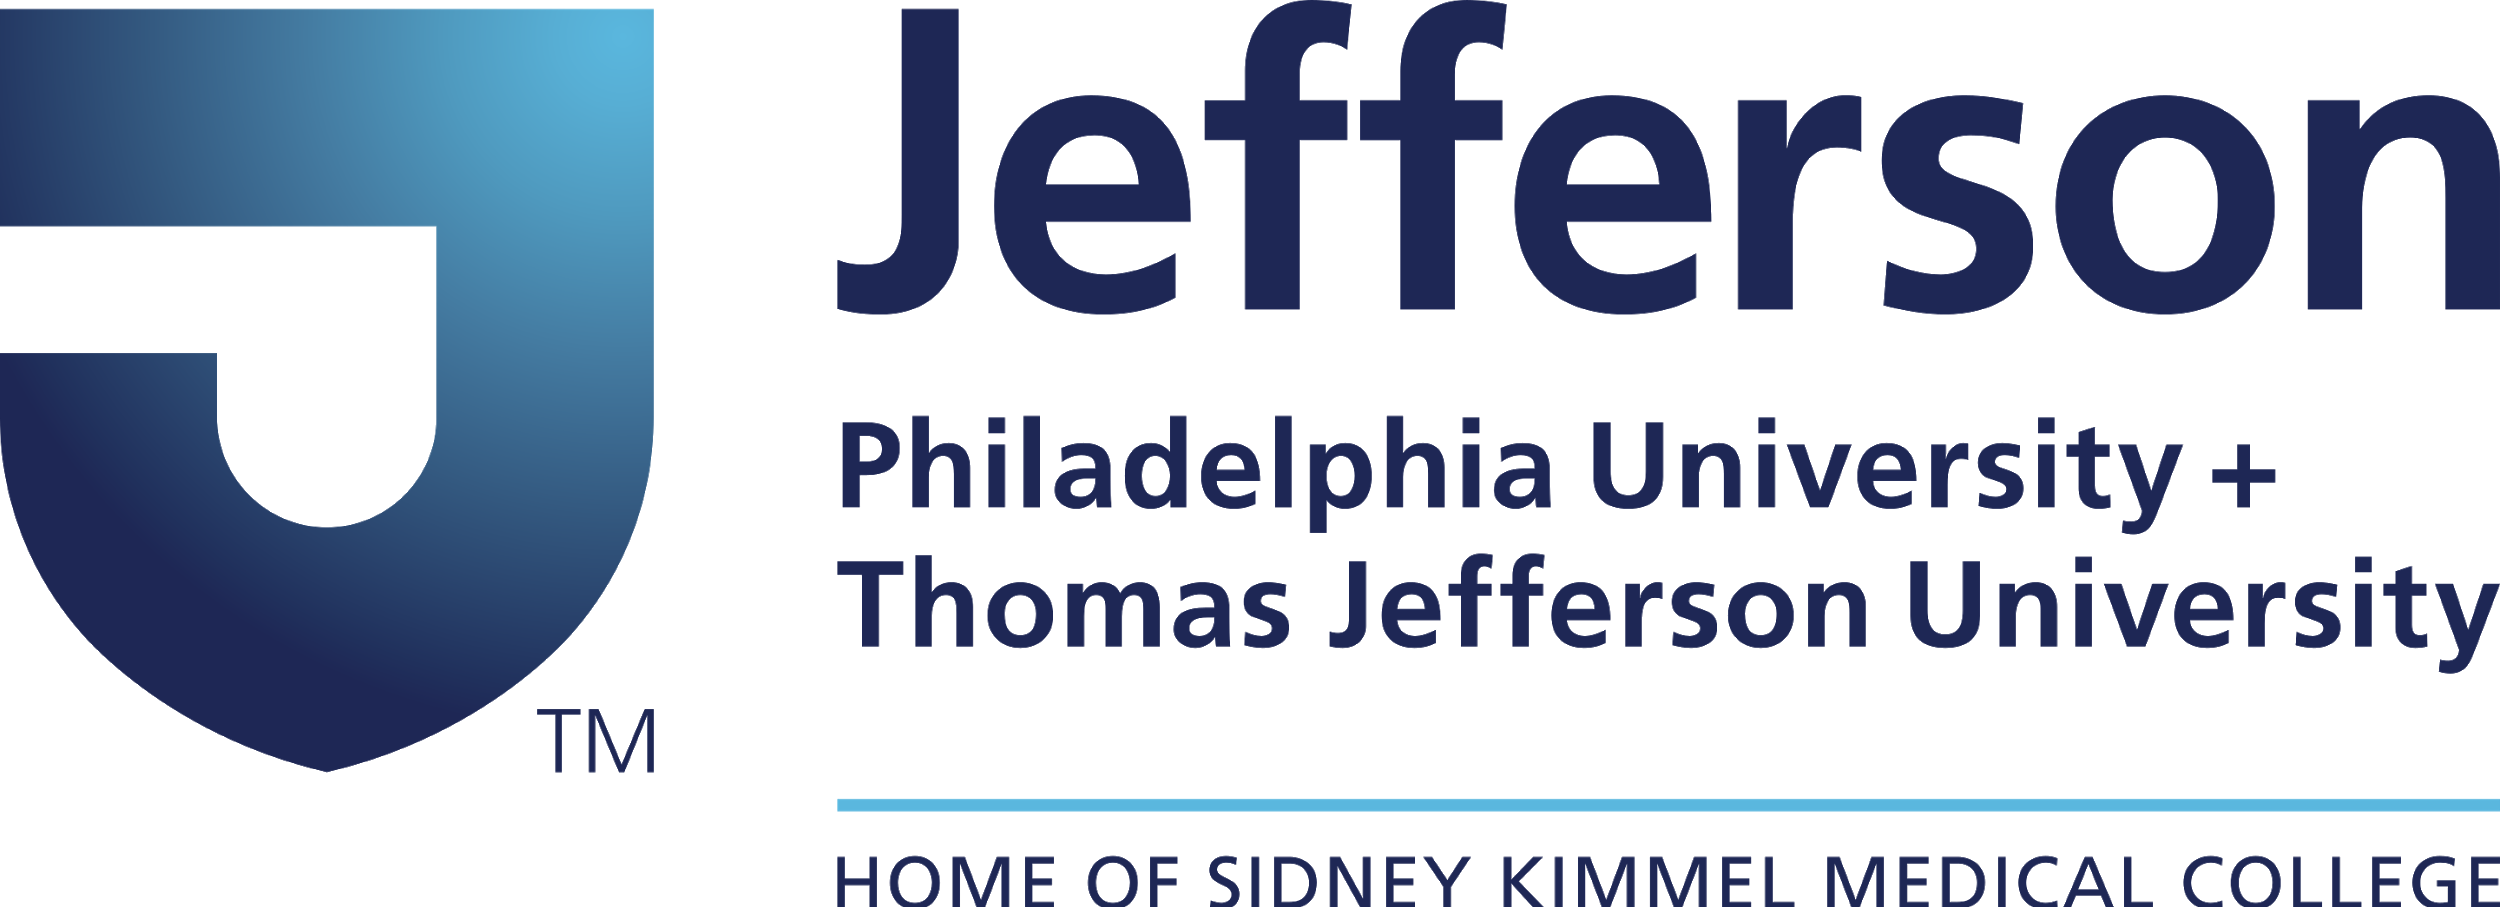 Jefferson
Philadelphia University +
Thomas Jefferson University
TM
HOME OF SIDNEY KIMMEL MEDICAL COLLEGE